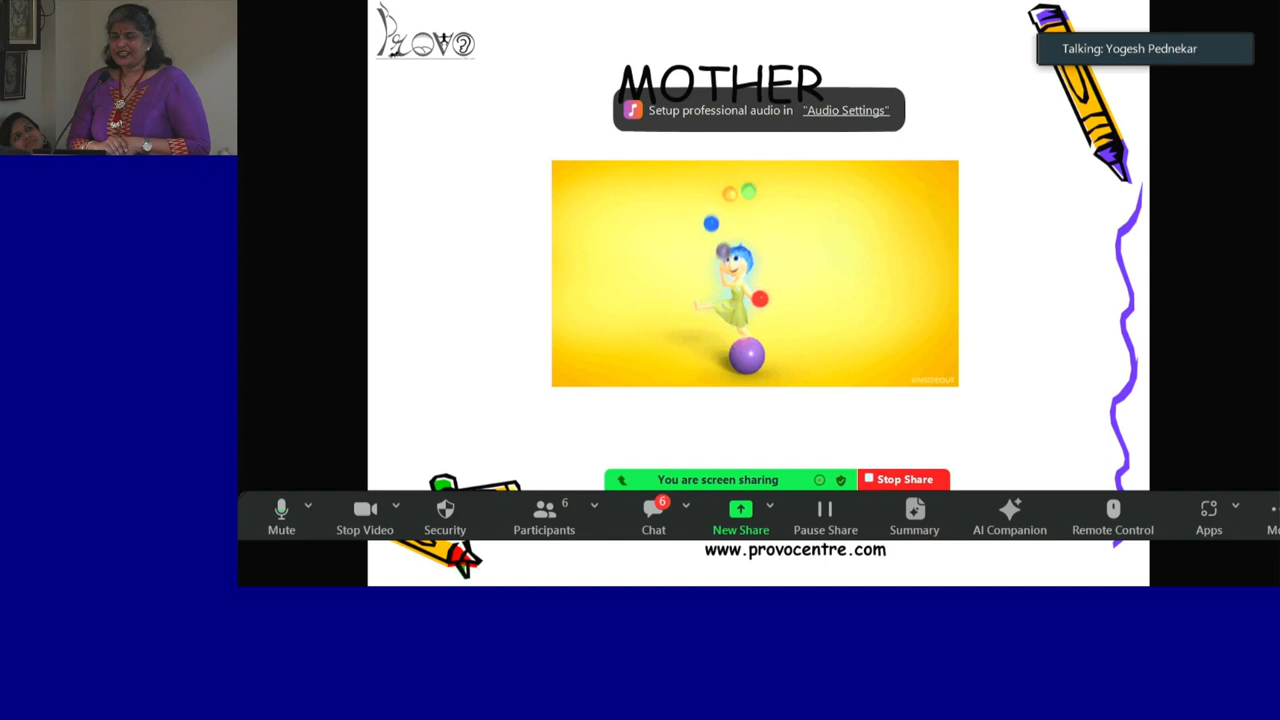 Provo
Talking: Yogesh Pednekar
MOTHER
Setup professional audio in "Audio Settings"
#INSIDEOUT
You are screen sharing
Stop Share
6
6
Mute
Stop Video
Security
Participants
Chat
New Share
Pause Share
Summary
AI Companion
Remote Control
Apps
Mo
www.provocentre.com